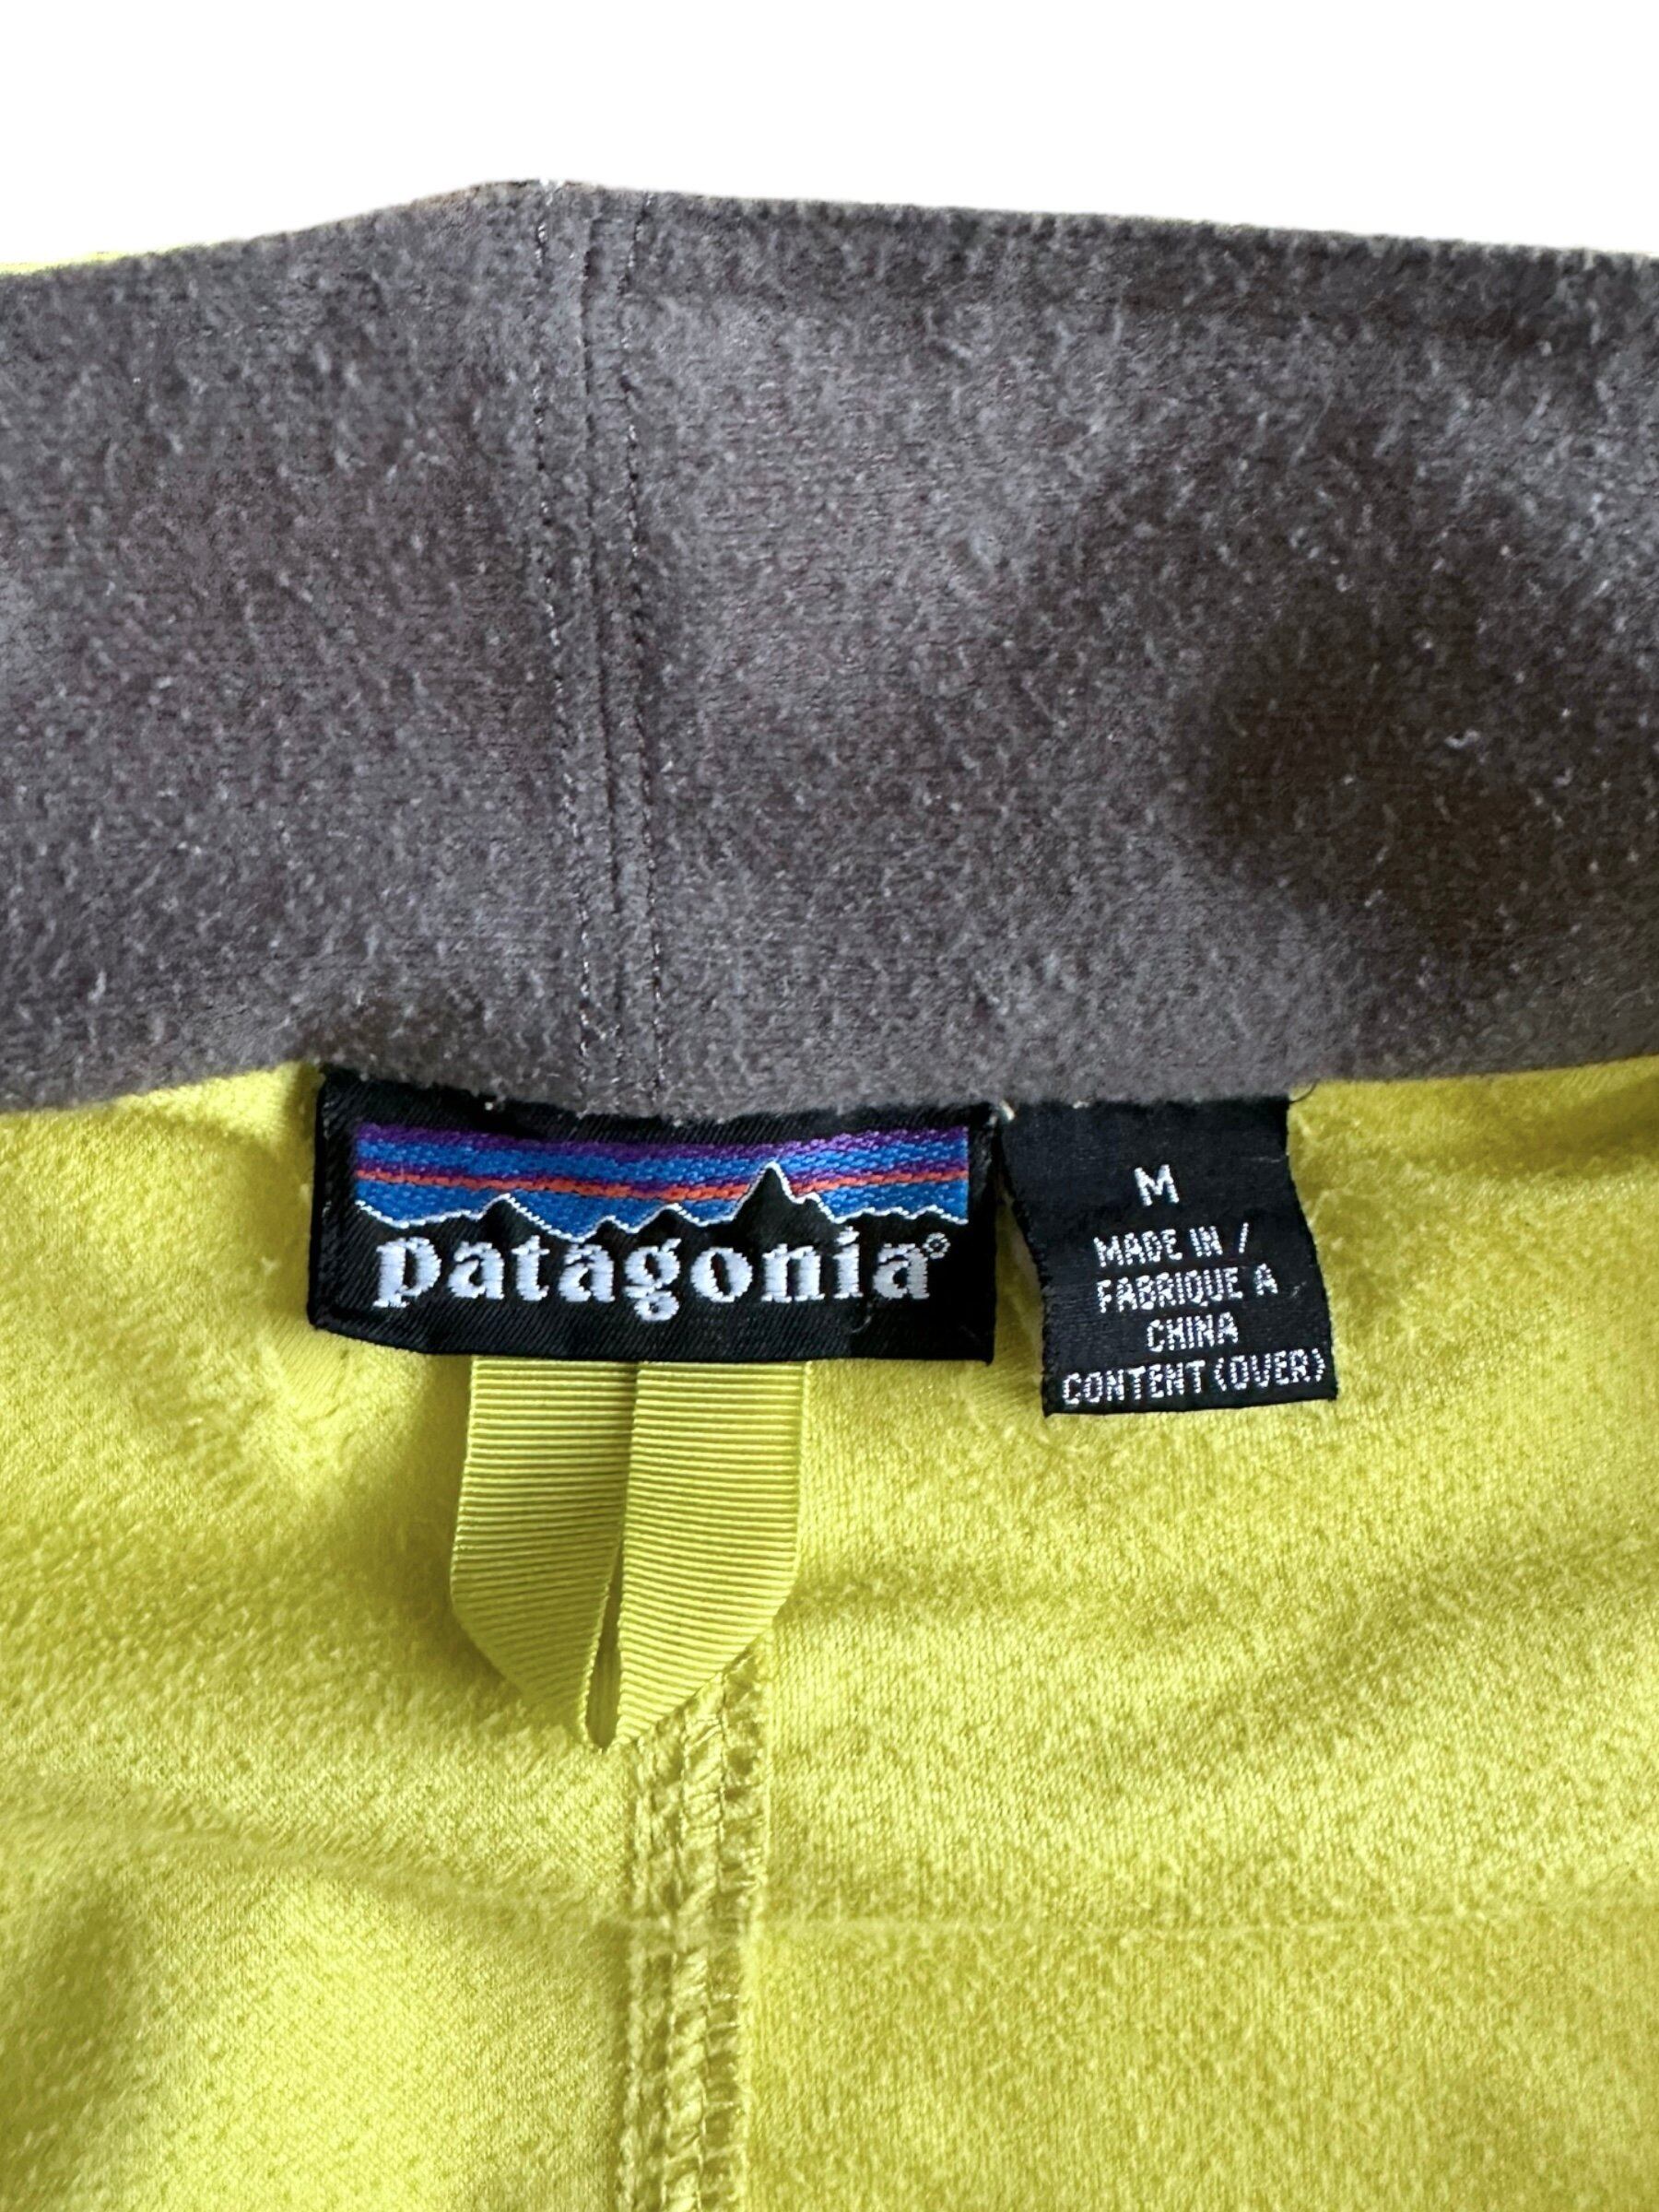 patagonia®
M
MADE IN /
FABRIQUE A
CHINA
CONTENT (OVER)